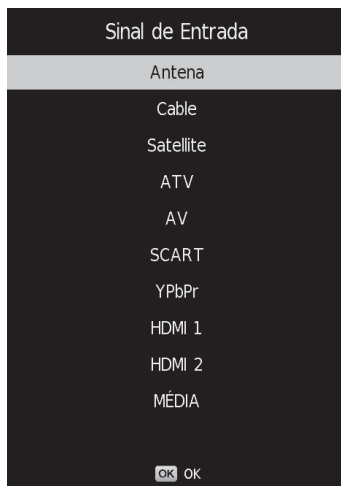 Sinal de Entrada
Antena
Cable
Satellite
ATV
AV
SCART
YPbPr
HDMI 1
HDMI 2
MÉDIA
OK OK